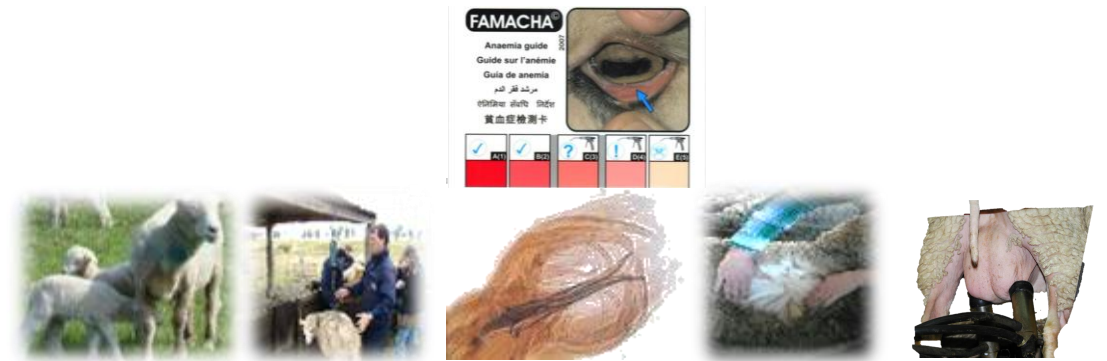 FAMACHA©
2007
Anaemia guide
Guide sur l'anémie
Guia de anemia
مرشد فقر الدم
निर्देश
貧血症檢測卡
✓ ✓ ? !
A(1) B(2) C(3) D(4) E(5)